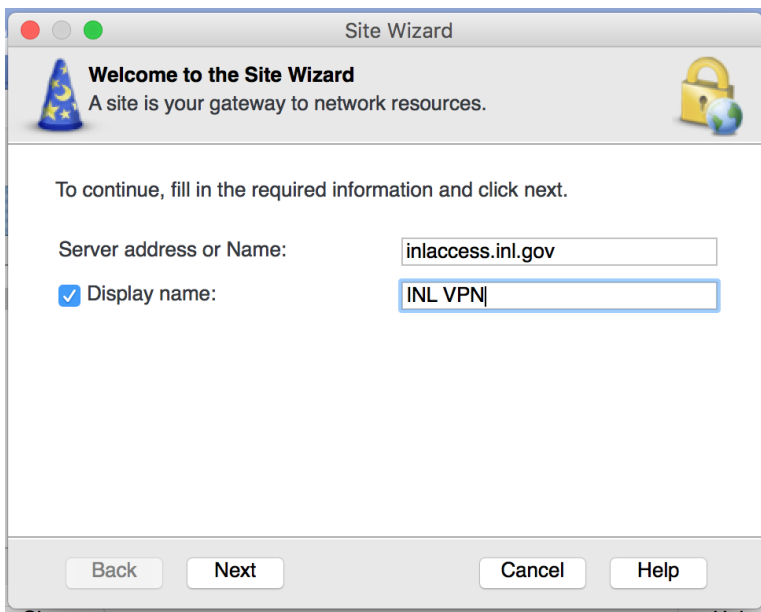 Site Wizard
Welcome to the Site Wizard
A site is your gateway to network resources.
To continue, fill in the required information and click next.
Server address or Name: inlaccess.inl.gov
Display name: INL VPN
Back Next Cancel Help